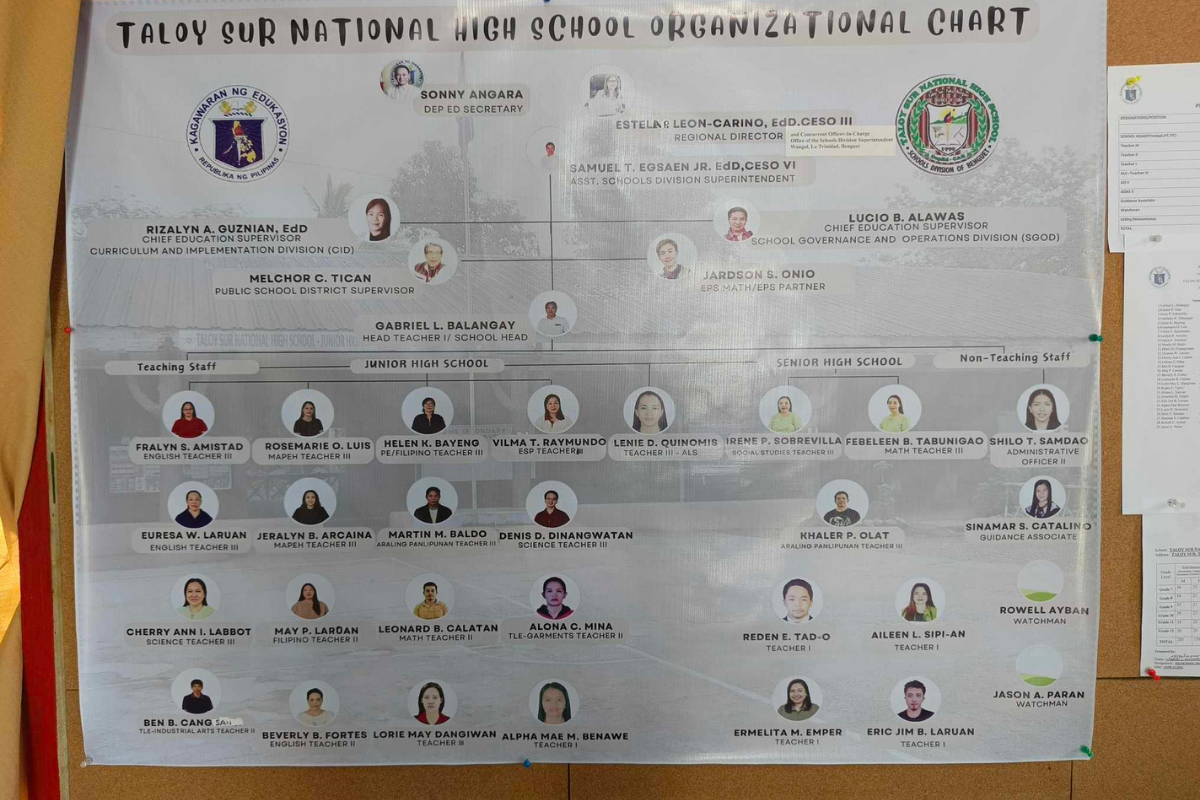 TALOY SUR NATIONAL HIGH SCHOOL ORGANIZATIONAL CHART
SONNY ANGARA
DEP ED SECRETARY
KAGAWARAN NG EDUKASYON
REPUBLIKA NG PILIPINAS
LEON-CARINO, EdD.CESO III
REGIONAL DIRECTOR
and Concurrent Officer-In-Charge
Office of the Schools Division Superintendent
Wangal, La Trinidad, Benguet
TALOY SUR NATIONAL HIGH SCHOOL
SCHOOLS DIVISION OF BENGUET
SAMUEL T. EGSAEN JR. EdD,CESO VI
ASST. SCHOOLS DIVISION SUPERINTENDENT
RIZALYN A. GUZNIAN, EdD
CHIEF EDUCATION SUPERVISOR
CURRICULUM AND IMPLEMENTATION DIVISION (CID)
LUCIO B. ALAWAS
CHIEF EDUCATION SUPERVISOR
SCHOOL GOVERNANCE AND OPERATIONS DIVISION (SGOD)
MELCHOR C. TICAN
PUBLIC SCHOOL DISTRICT SUPERVISOR
JARDSON S. ONIO
EPS MATH/EPS PARTNER
GABRIEL L. BALANGAY
HEAD TEACHER I/ SCHOOL HEAD
Teaching Staff
JUNIOR HIGH SCHOOL
SENIOR HIGH SCHOOL
Non-Teaching Staff
FRALYN S. AMISTAD
ENGLISH TEACHER III
ROSEMARIE O. LUIS
MAPEH TEACHER III
HELEN K. BAYENG
PE/FILIPINO TEACHER III
VILMA T. RAYMUNDO
ESP TEACHER
LENIE D. QUINOMIS
TEACHER III - ALS
IRENE P. SOBREVILLA
SOCIAL STUDIES TEACHER III
FEBELEEN B. TABUNIGAO
MATH TEACHER III
SHILO T. SAMDAO
ADMINISTRATIVE
OFFICER II
EURESA W. LARUAN
ENGLISH TEACHER III
JERALYN B. ARCAINA
MAPEH TEACHER III
MARTIN M. BALDO
ARALING PANLIPUNAN TEACHER III
DENIS D. DINANGWATAN
SCIENCE TEACHER III
KHALER P. OLAT
ARALING PANLIPUNAN TEACHER III
SINAMAR S. CATALINO
GUIDANCE ASSOCIATE
CHERRY ANN I. LABBOT
SCIENCE TEACHER III
MAY P. LARUAN
FILIPINO TEACHER II
LEONARD B. CALATAN
MATH TEACHER II
ALONA C. MINA
TLE-GARMENTS TEACHER II
REDEN E. TAD-O
TEACHER I
AILEEN L. SIPI-AN
TEACHER I
ROWELL AYBAN
WATCHMAN
BEN B. CANG
TLE-INDUSTRIAL ARTS TEACHER II
BEVERLY B. FORTES
ENGLISH TEACHER II
LORIE MAY DANGIWAN
TEACHER
ALPHA MAE M. BENAWE
TEACHER I
ERMELITA M. EMPER
TEACHER I
ERIC JIM B. LARUAN
TEACHER I
JASON A. PARAN
WATCHMAN